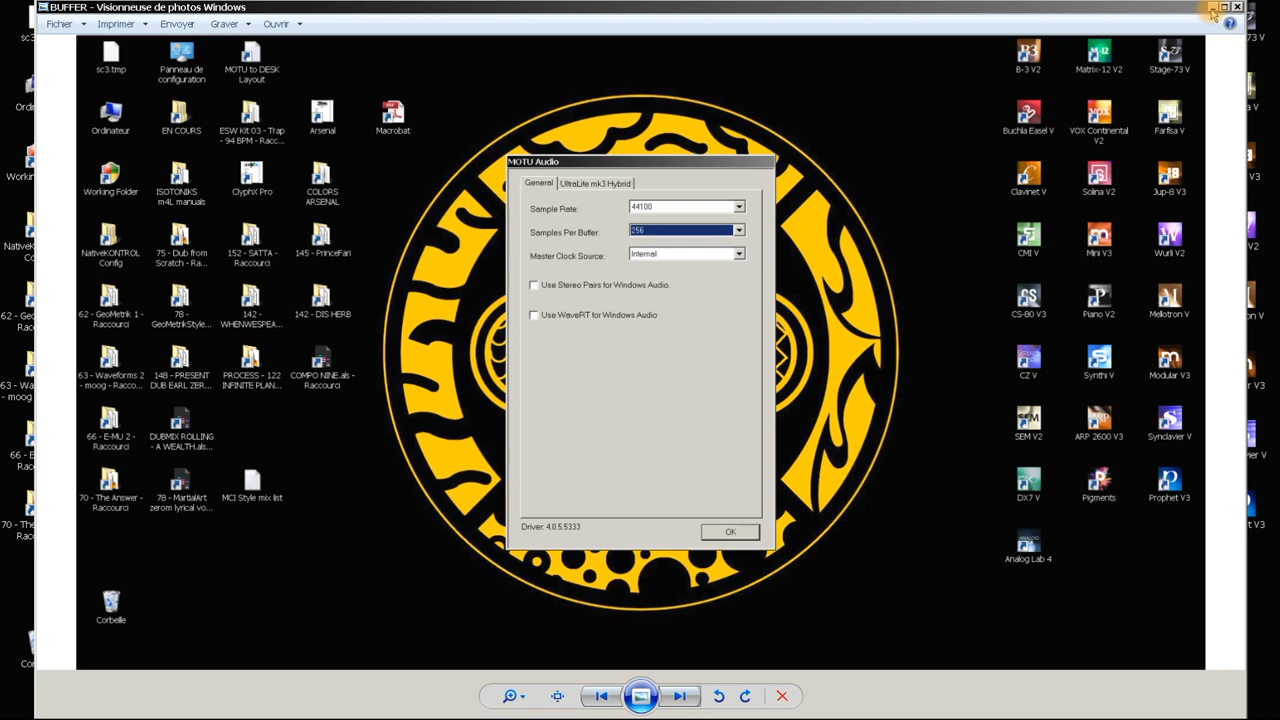 BUFFER - Visionneuse de photos Windows
Fichier Imprimer Envoyer Graver Ouvrir
sc3.tmp
Panneau de
configuration
MOTU to DESK
Layout
Ordinateur
EN COURS
ESW Kit 03 - Trap
- 94 BPM - Racc...
Arsenal
Macrobat
Working Folder
ISOTONIKS
m4L manuals
ClyphX Pro
COLORS
ARSENAL
NativeKONTROL
Config
75 - Dub from
Scratch - Ra...
152 - SATTA -
Raccourci
145 - PrinceFari
62 - GeoMetrik 1 -
Raccourci
78 -
GeoMetrikStyle...
142 -
WHENWESPEA...
142 - DIS HERB
63 - Waveforms 2
- moog - Racco...
148 - PRESENT
DUB EARL ZER...
PROCESS - 122
INFINITE PLAN...
COMPO NINE.als -
Raccourci
66 - E-MU 2 -
Raccourci
DUBMIX ROLLING
- A WEALTH.als...
70 - The Answer -
Raccourci
78 - MartialArt
zerom lyrical vo...
MCI Style mix list
Corbeille
MOTU Audio
General
UltraLite mk3 Hybrid
Sample Rate:
44100
Samples Per Buffer:
256
Master Clock Source:
Internal
Use Stereo Pairs for Windows Audio.
Use WaveRT for Windows Audio
Driver: 4.0.5.5333
OK
B-3 V2
Matrix-12 V2
Stage-73 V
Buchla Easel V
VOX Continental
V2
Farfisa V
Clavinet V
Solina V2
Jup-8 V3
CMI V
Mini V3
Wurli V2
CS-80 V3
Piano V2
Mellotron V
CZ V
Synthi V
Modular V3
SEM V2
ARP 2600 V3
Synclavier V
DX7 V
Pigments
Prophet V3
Analog Lab 4